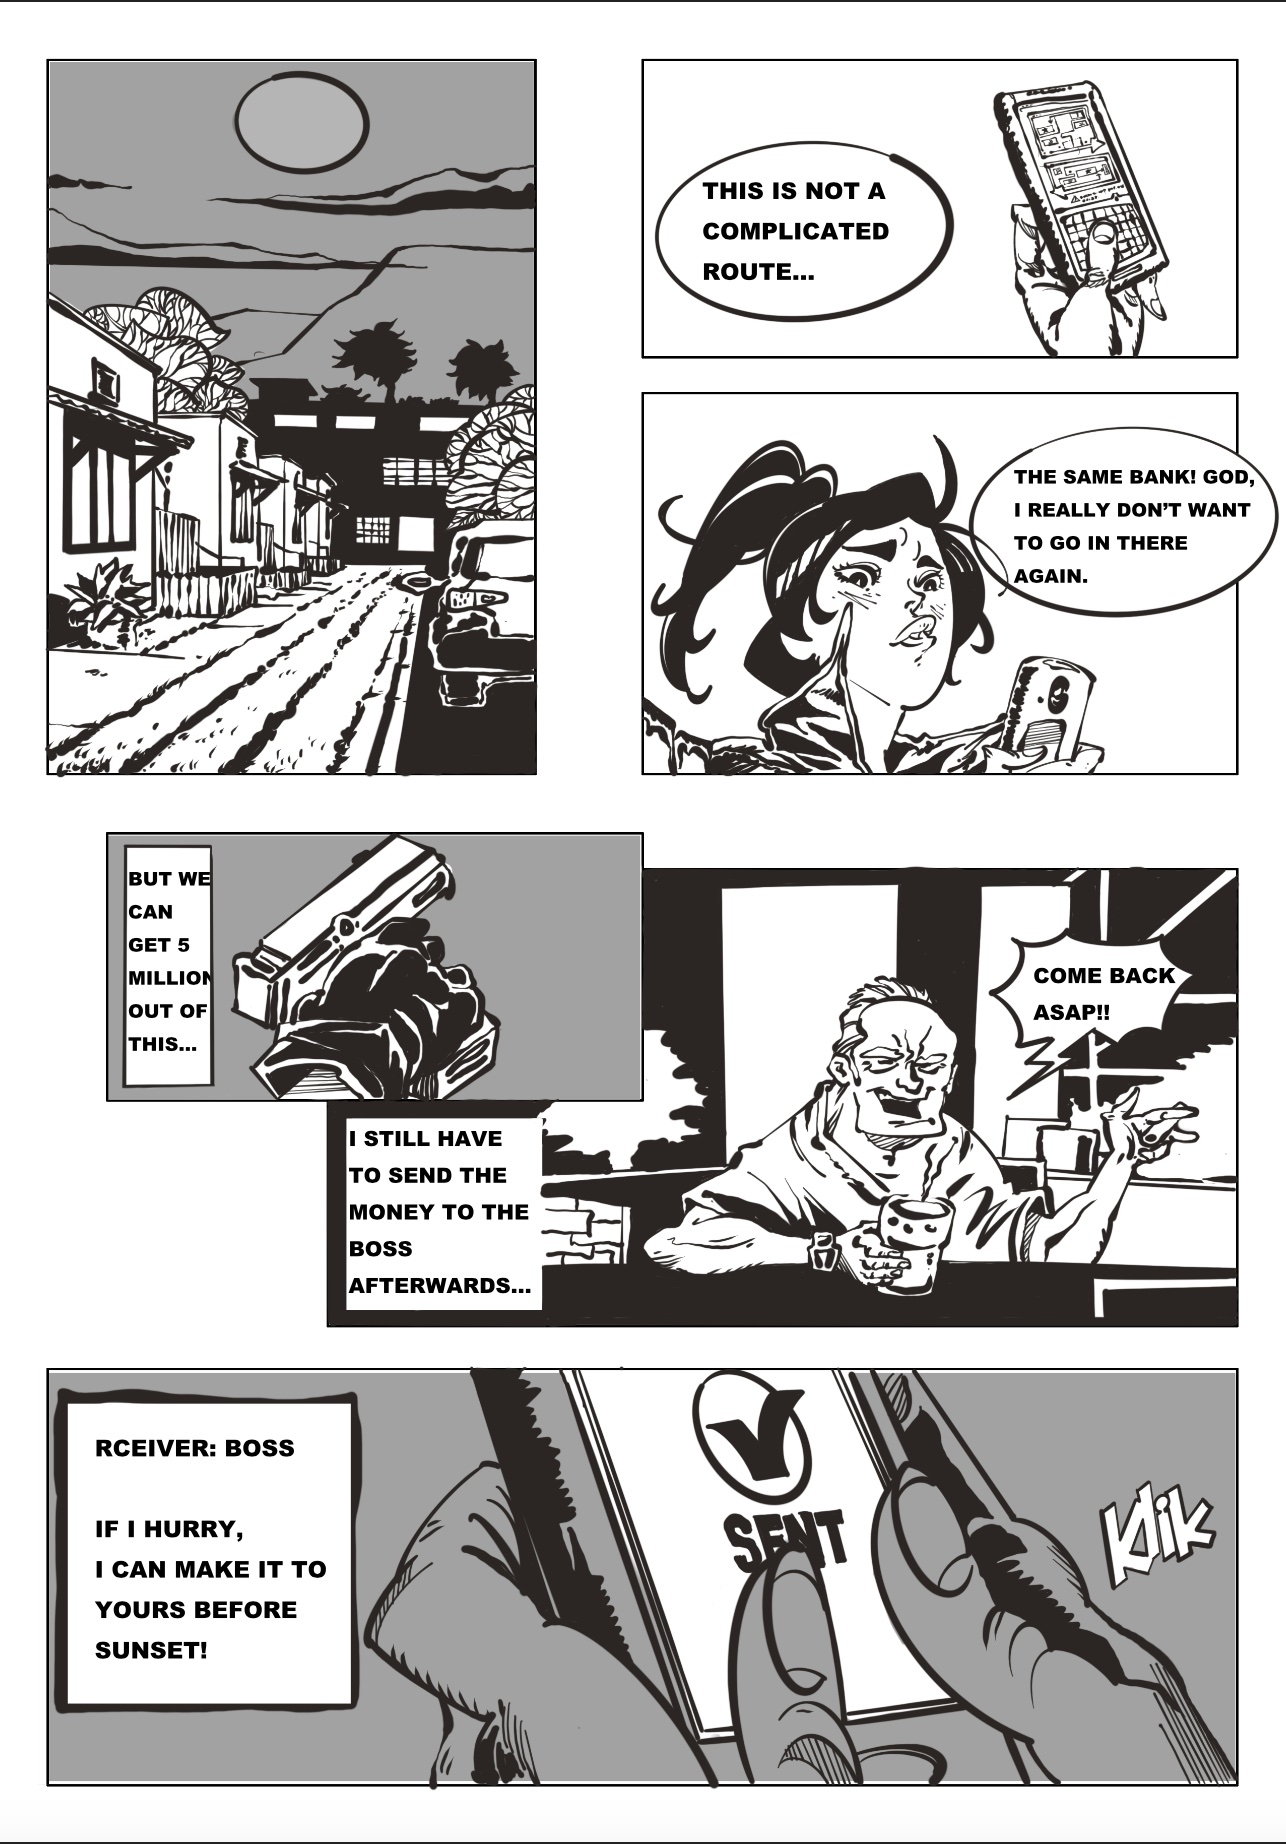 THIS IS NOT A
COMPLICATED
ROUTE...
THE SAME BANK! GOD,
I REALLY DON'T WANT
TO GO IN THERE
AGAIN.
BUT WE
CAN
GET 5
MILLION
OUT OF
THIS...
COME BACK
ASAP!!
I STILL HAVE
TO SEND THE
MONEY TO THE
BOSS
AFTERWARDS...
RCEIVER: BOSS
IF I HURRY,
I CAN MAKE IT TO
YOURS BEFORE
SUNSET!
SENT
Klik